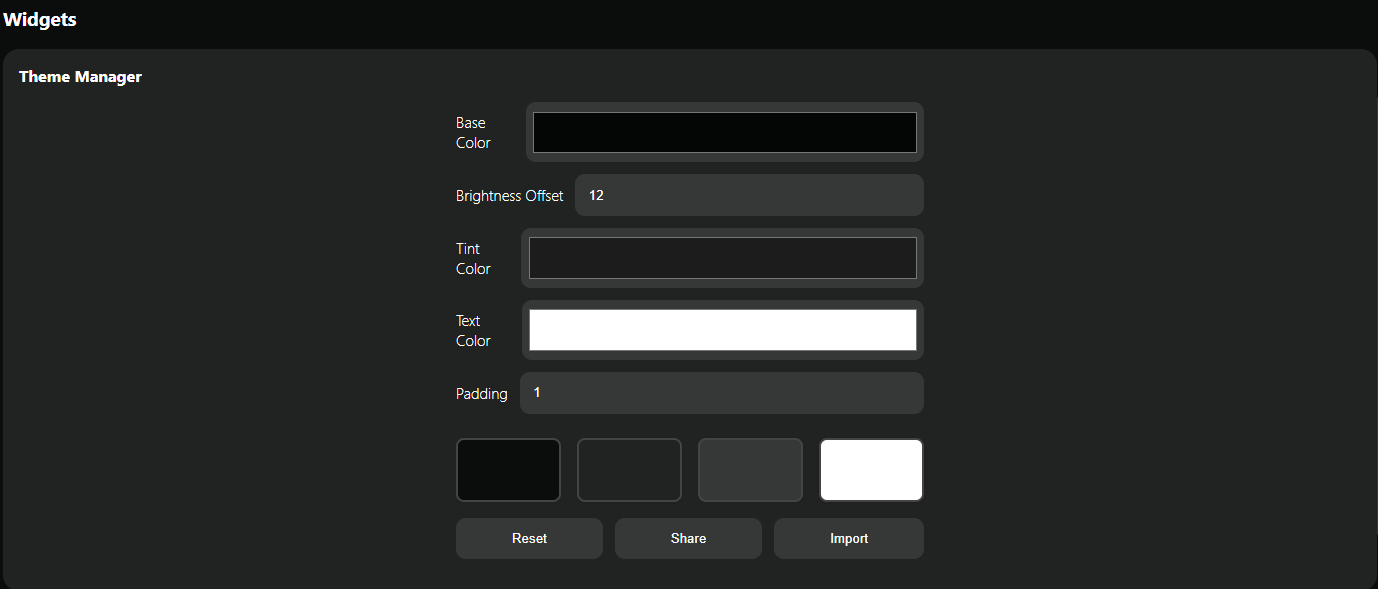 Widgets
Theme Manager
Base
Color
Brightness Offset
12
Tint
Color
Text
Color
Padding
1
Reset
Share
Import